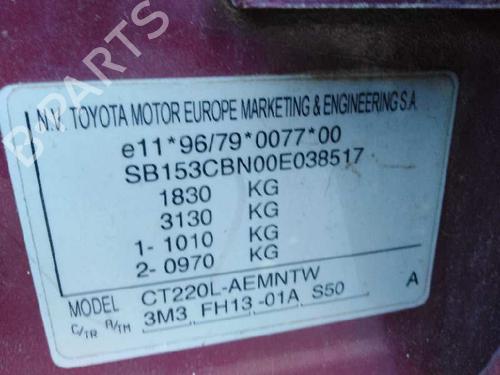 B-PARTS
N.V. TOYOTA MOTOR EUROPE MARKETING & ENGINEERING S.A.
e11*96/79*0077*00
SB153CBN00E038517
1830 KG
3130 KG
1- 1010 KG
2- 0970 KG
MODEL CT220L-AEMNTW
C/TR A/TM 3M3 FH13 -01A S50 A